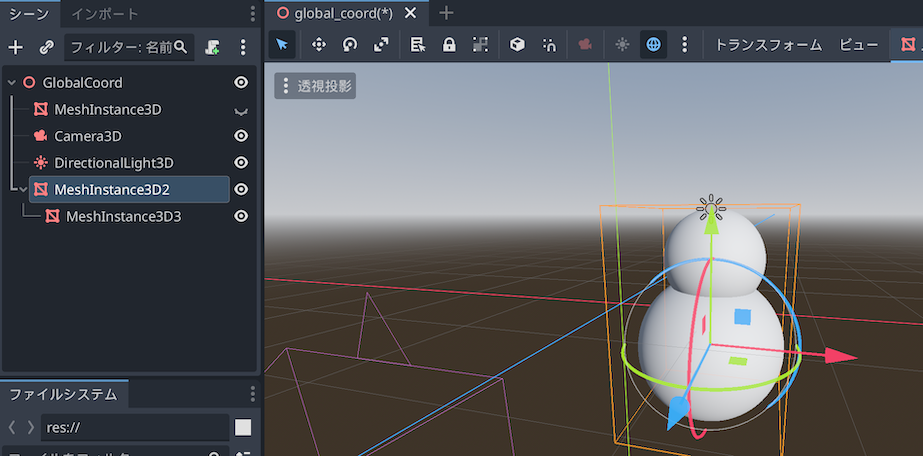 シーン インポート
フィルター: 名前
GlobalCoord
MeshInstance3D
Camera3D
DirectionalLight3D
MeshInstance3D2
MeshInstance3D3
ファイルシステム
res://
global_coord(*)
トランスフォーム ビュー
透視投影